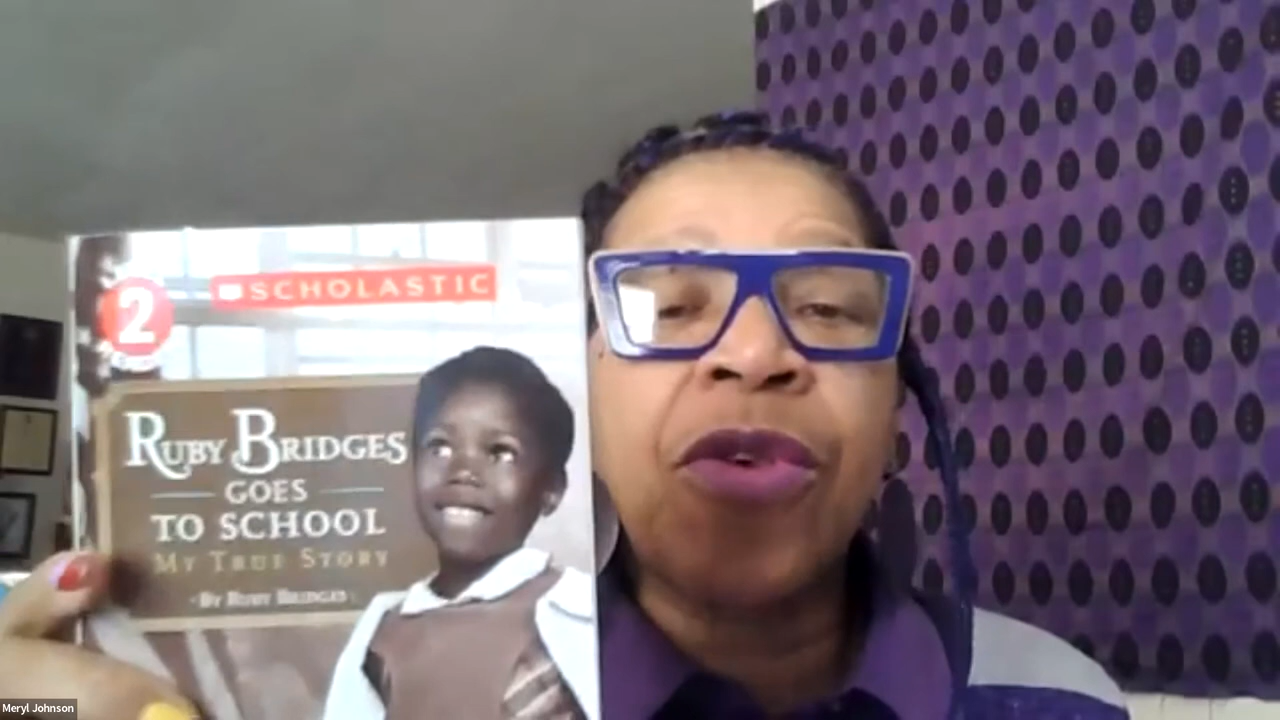 2
SCHOLASTIC
RUBY BRIDGES
GOES
TO SCHOOL
MY TRUE STORY
· BY RUBY BRIDGES ·
Meryl Johnson